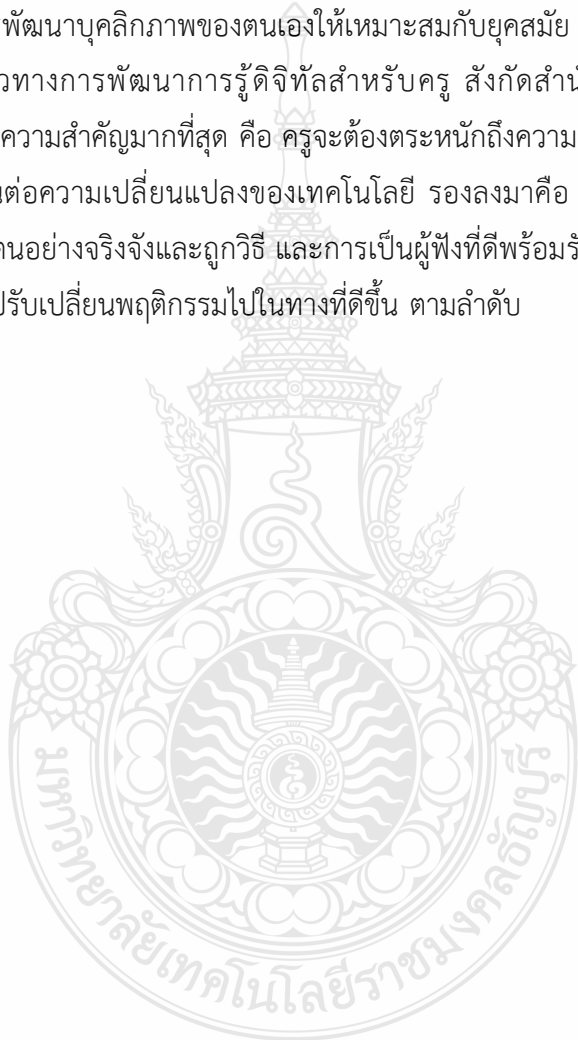 พัฒนาบุคลิกภาพของตนเองให้เหมาะสมกับยุคสมัย
วทางการพัฒนาการรู้ดิจิทัลสำหรับครู สังกัดสำนั
ความสำคัญมากที่สุด คือ ครูจะต้องตระหนักถึงความ
นต่อความเปลี่ยนแปลงของเทคโนโลยี รองลงมาคือ
ตนอย่างจริงจังและถูกวิธี และการเป็นผู้ฟังที่ดีพร้อมรั
ปรับเปลี่ยนพฤติกรรมไปในทางที่ดีขึ้น ตามลำดับ
มหาวิทยาลัยเทคโนโลยีราชมงคลธัญบุรี